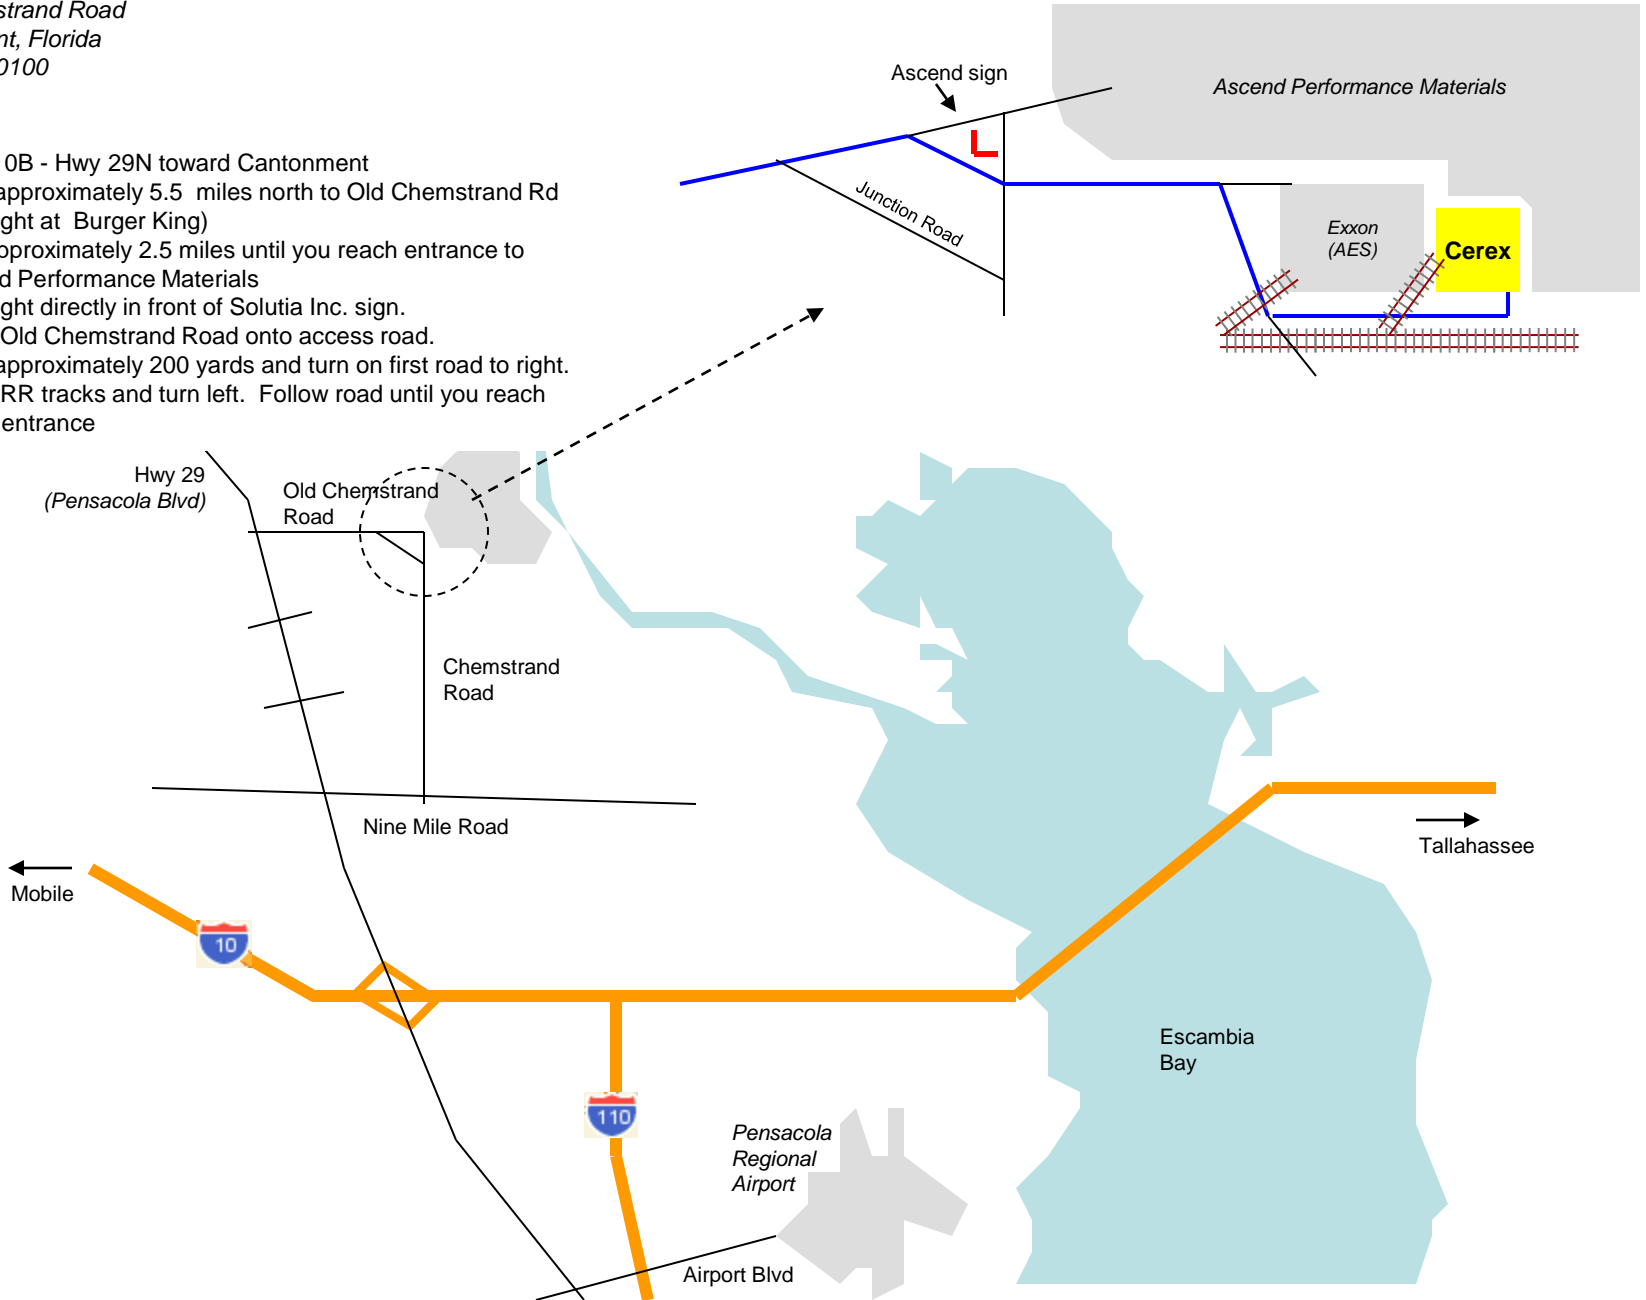 strand Road
nt, Florida
0100
0B - Hwy 29N toward Cantonment
approximately 5.5 miles north to Old Chemstrand Rd
ght at Burger King)
pproximately 2.5 miles until you reach entrance to
d Performance Materials
ght directly in front of Solutia Inc. sign.
Old Chemstrand Road onto access road.
approximately 200 yards and turn on first road to right.
RR tracks and turn left. Follow road until you reach
entrance
Ascend sign
Ascend Performance Materials
Junction Road
Exxon
(AES)
Cerex
Hwy 29
(Pensacola Blvd)
Old Chemstrand
Road
Chemstrand
Road
Nine Mile Road
Tallahassee
Mobile
10
Escambia
Bay
110
Pensacola
Regional
Airport
Airport Blvd